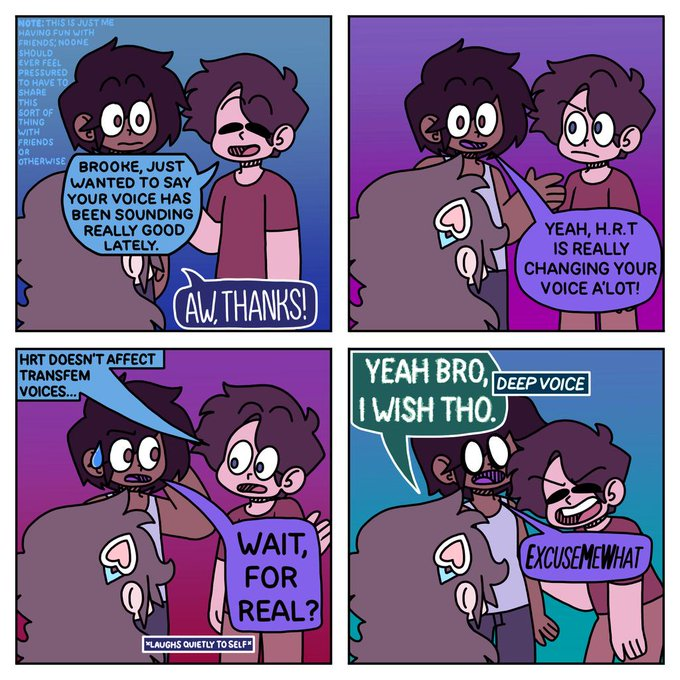 NOTE: THIS IS JUST ME
HAVING FUN WITH
FRIENDS; NO ONE
SHOULD
EVER FEEL
PRESSURED
TO HAVE TO
SHARE
THIS
SORT OF
THING
WITH
FRIENDS
OR
OTHERWISE
BROOKE, JUST
WANTED TO SAY
YOUR VOICE HAS
BEEN SOUNDING
REALLY GOOD
LATELY.
AW, THANKS!
YEAH, H.R.T
IS REALLY
CHANGING YOUR
VOICE A'LOT!
HRT DOESN'T AFFECT
TRANSFEM
VOICES...
WAIT,
FOR
REAL?
*LAUGHS QUIETLY TO SELF*
YEAH BRO,
I WISH THO.
DEEP VOICE
EXCUSEMEWHAT